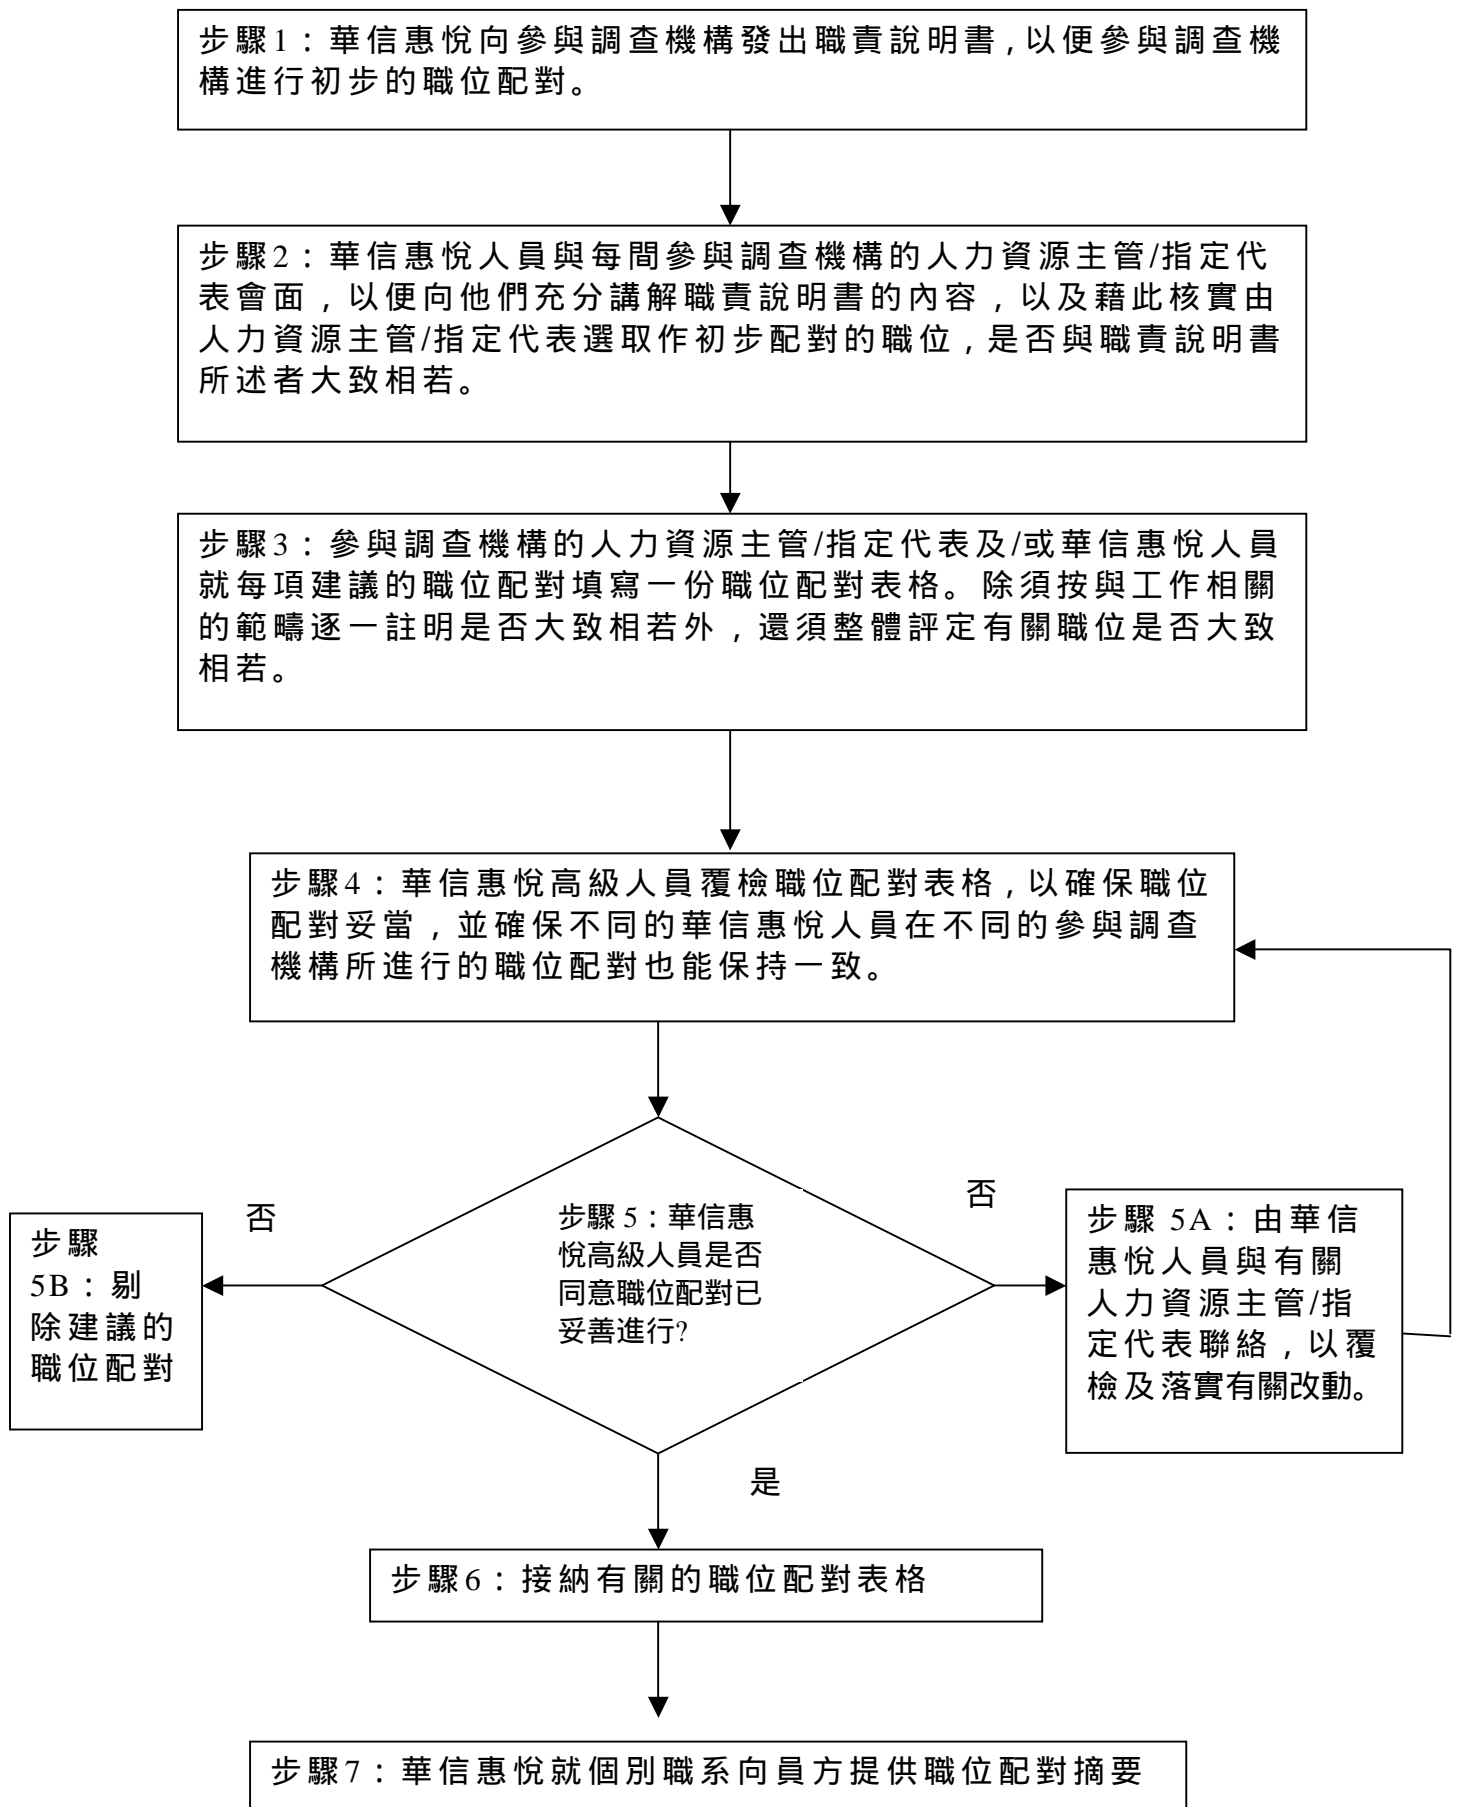 步驟1：華信惠悅向參與調查機構發出職責說明書,以便參與調查機
構進行初步的職位配對。
步驟2：華信惠悅人員與每間參與調查機構的人力資源主管/指定代
表會面，以便向他們充分講解職責說明書的內容，以及藉此核實由
人力資源主管/指定代表選取作初步配對的職位,是否與職責說明書
所述者大致相若。
步驟3：參與調查機構的人力資源主管/指定代表及/或華信惠悅人員
就每項建議的職位配對填寫一份職位配對表格。除須按與工作相關
的範疇逐一註明是否大致相若外，還須整體評定有關職位是否大致
相若。
步驟4：華信惠悅高級人員覆檢職位配對表格,以確保職位
配對妥當，並確保不同的華信惠悅人員在不同的參與調查
機構所進行的職位配對也能保持一致。
否
步驟
5B：剔
除建議的
職位配對
步驟 5：華信惠
悅高級人員是否
同意職位配對已
妥善進行?
否
步驟 5A：由華信
惠悅人員與有關
人力資源主管/指
定代表聯絡，以覆
檢及落實有關改動。
是
步驟6：接納有關的職位配對表格
步驟7：華信惠悅就個別職系向員方提供職位配對摘要